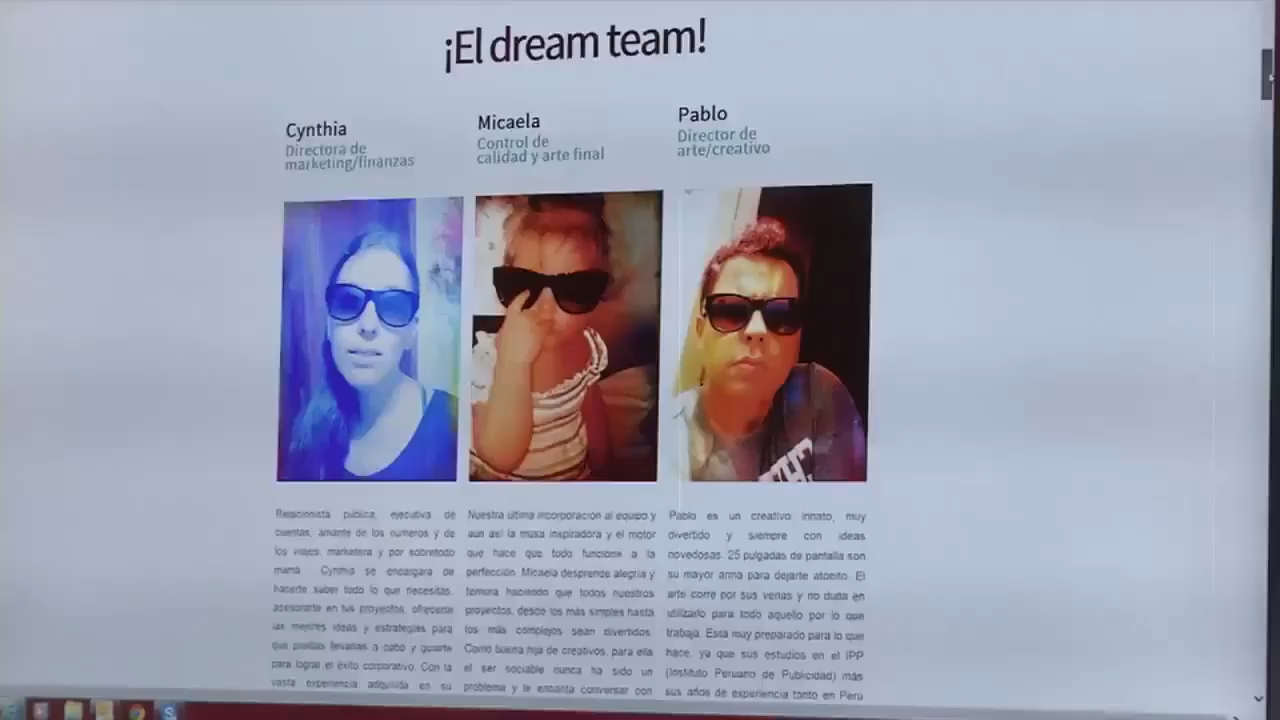 ¡El dream team!
Cynthia
Directora de
marketing/finanzas
Micaela
Control de
calidad y arte final
Pablo
Director de
arte/creativo
Relacionista pública, ejecutiva de
cuentas, amante de los números y de
los viajes, marketera y por sobretodo
mamá. Cynthia se encargara de
hacerte saber todo lo que necesitas,
asesorarte en tus proyectos, ofrecerte
las mejores ideas y estrategias para
que puedas llevarlas a cabo y guiarte
para lograr el éxito corporativo. Con la
vasta experiencia adquirida en su
Nuestra última incorporación al equipo y
aun así la musa inspiradora y el motor
que hace que todo funcione a la
perfección. Micaela desprende alegría y
ternura haciendo que todos nuestros
proyectos, desde los más simples hasta
los más complejos sean divertidos.
Como buena hija de creativos, para ella
el ser sociable nunca ha sido un
problema y le encanta conversar con
Pablo es un creativo innato, muy
divertido y siempre con ideas
novedosas. 25 pulgadas de pantalla son
su mayor arma para dejarte atónito. El
arte corre por sus venas y no duda en
utilizarlo para todo aquello por lo que
trabaja. Está muy preparado para lo que
hace, ya que sus estudios en el IPP
(Instituto Peruano de Publicidad) más
sus años de experiencia tanto en Perú